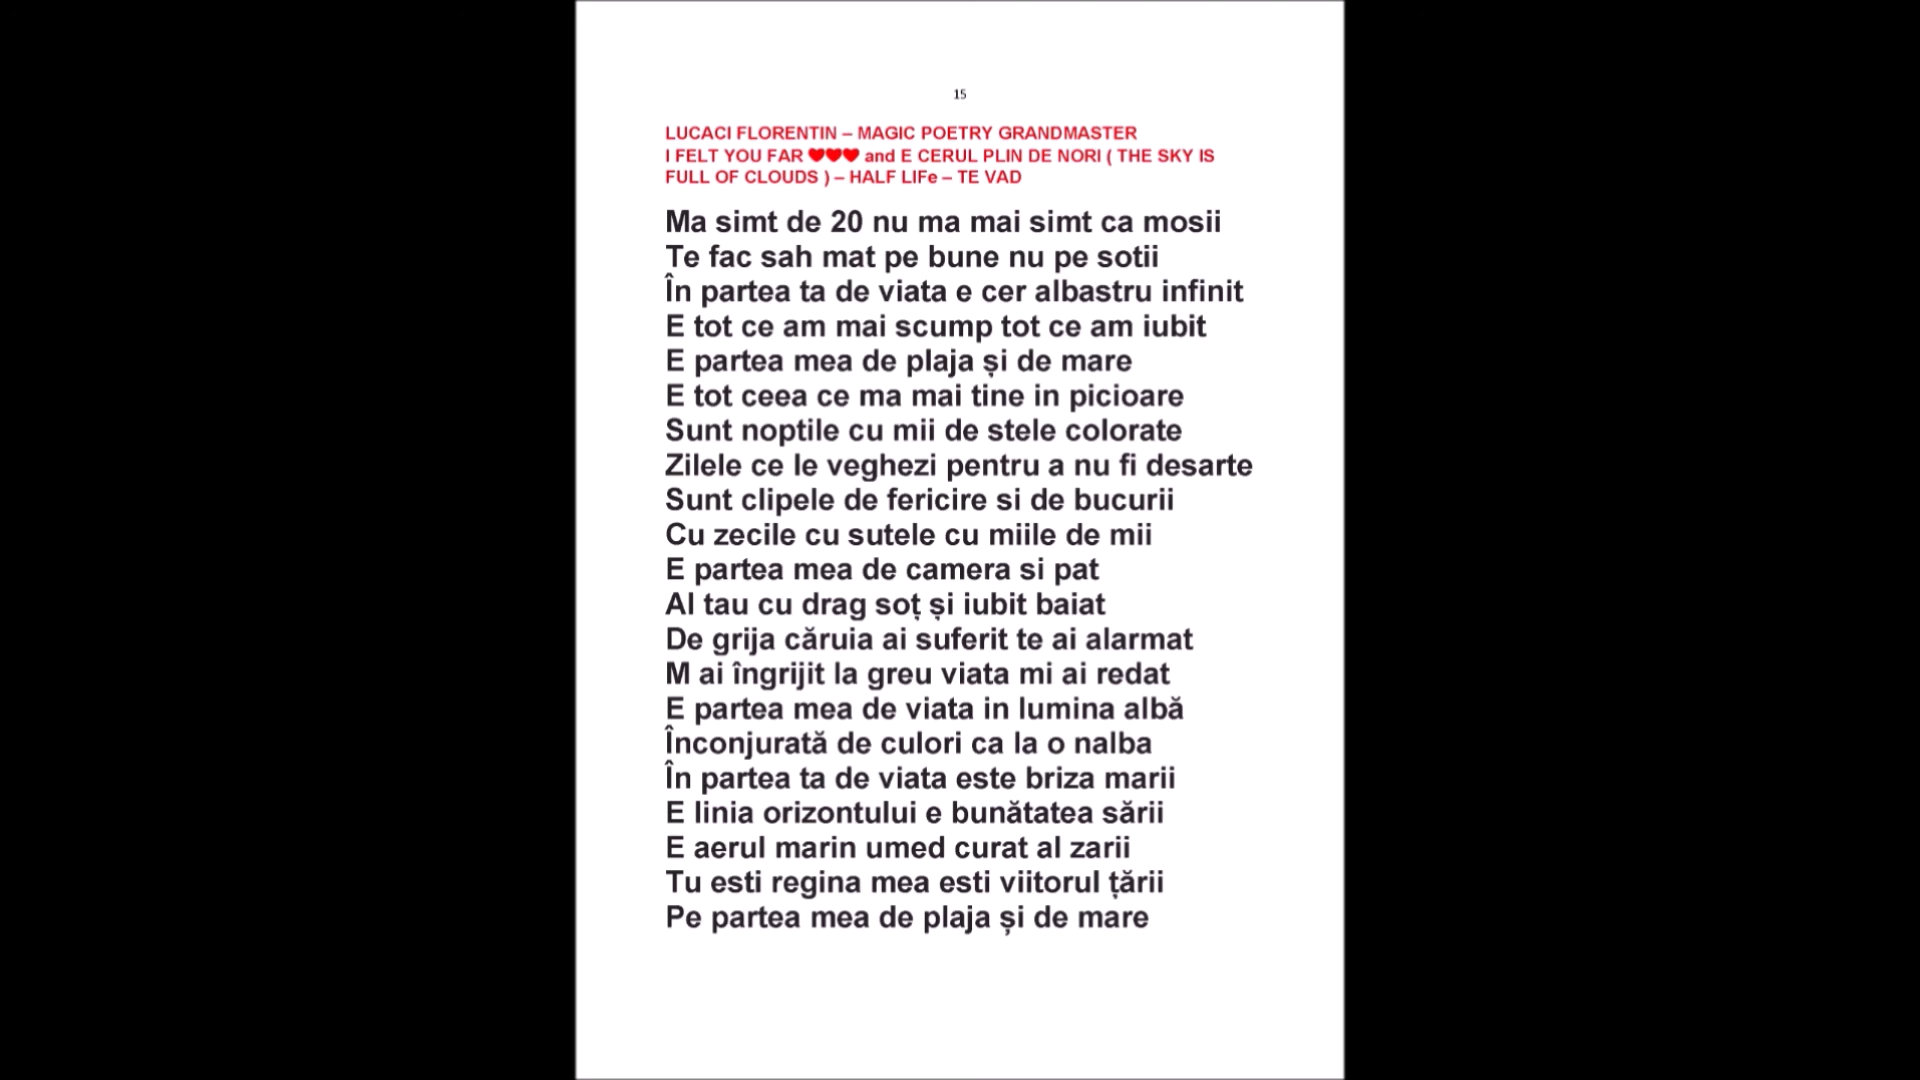 15
LUCACI FLORENTIN – MAGIC POETRY GRANDMASTER
I FELT YOU FAR ❤❤❤ and E CERUL PLIN DE NORI ( THE SKY IS
FULL OF CLOUDS ) – HALF LIFe – TE VAD
Ma simt de 20 nu ma mai simt ca mosii
Te fac sah mat pe bune nu pe sotii
În partea ta de viata e cer albastru infinit
E tot ce am mai scump tot ce am iubit
E partea mea de plaja și de mare
E tot ceea ce ma mai tine in picioare
Sunt noptile cu mii de stele colorate
Zilele ce le veghezi pentru a nu fi desarte
Sunt clipele de fericire si de bucurii
Cu zecile cu sutele cu miile de mii
E partea mea de camera si pat
Al tau cu drag soț și iubit baiat
De grija căruia ai suferit te ai alarmat
M ai îngrijit la greu viata mi ai redat
E partea mea de viata in lumina albă
Înconjurată de culori ca la o nalba
În partea ta de viata este briza marii
E linia orizontului e bunătatea sării
E aerul marin umed curat al zarii
Tu esti regina mea esti viitorul țării
Pe partea mea de plaja și de mare